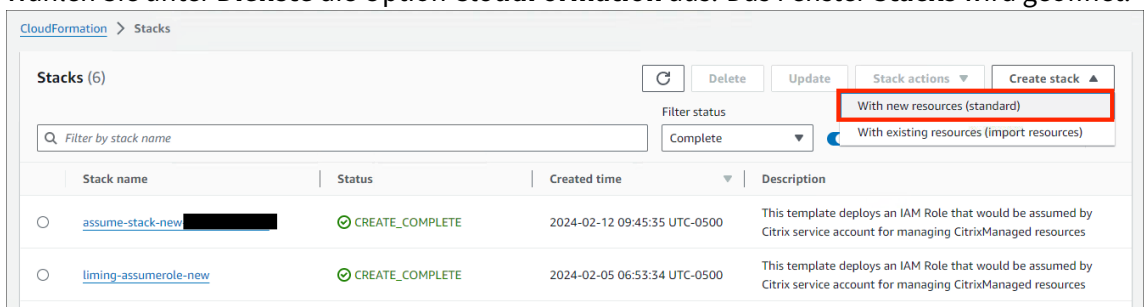 CloudFormation > Stacks
Stacks (6)
Delete
Update
Stack actions
Create stack
With new resources (standard)
With existing resources (import resources)
Filter status
Filter by stack name
Complete
Stack name
Status
Created time
Description
assume-stack-new
CREATE_COMPLETE
2024-02-12 09:45:35 UTC-0500
This template deploys an IAM Role that would be assumed by
Citrix service account for managing CitrixManaged resources
liming-assumerole-new
CREATE_COMPLETE
2024-02-05 06:53:34 UTC-0500
This template deploys an IAM Role that would be assumed by
Citrix service account for managing CitrixManaged resources